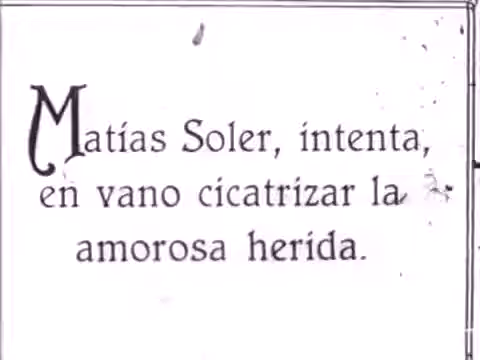 Matías Soler, intenta,
en vano cicatrizar la
amorosa herida.